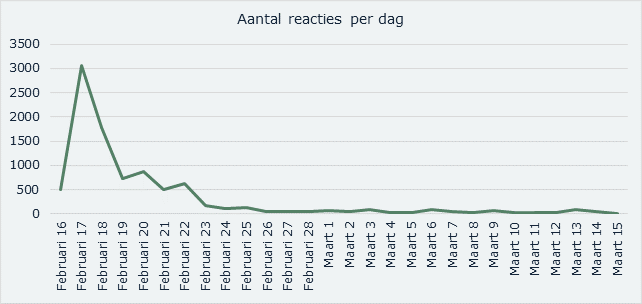 Aantal reacties per dag
3500
3000
2500
2000
1500
1000
500
0
Februari 16
Februari 17
Februari 18
Februari 19
Februari 20
Februari 21
Februari 22
Februari 23
Februari 24
Februari 25
Februari 26
Februari 27
Februari 28
Maart 1
Maart 2
Maart 3
Maart 4
Maart 5
Maart 6
Maart 7
Maart 8
Maart 9
Maart 10
Maart 11
Maart 12
Maart 13
Maart 14
Maart 15